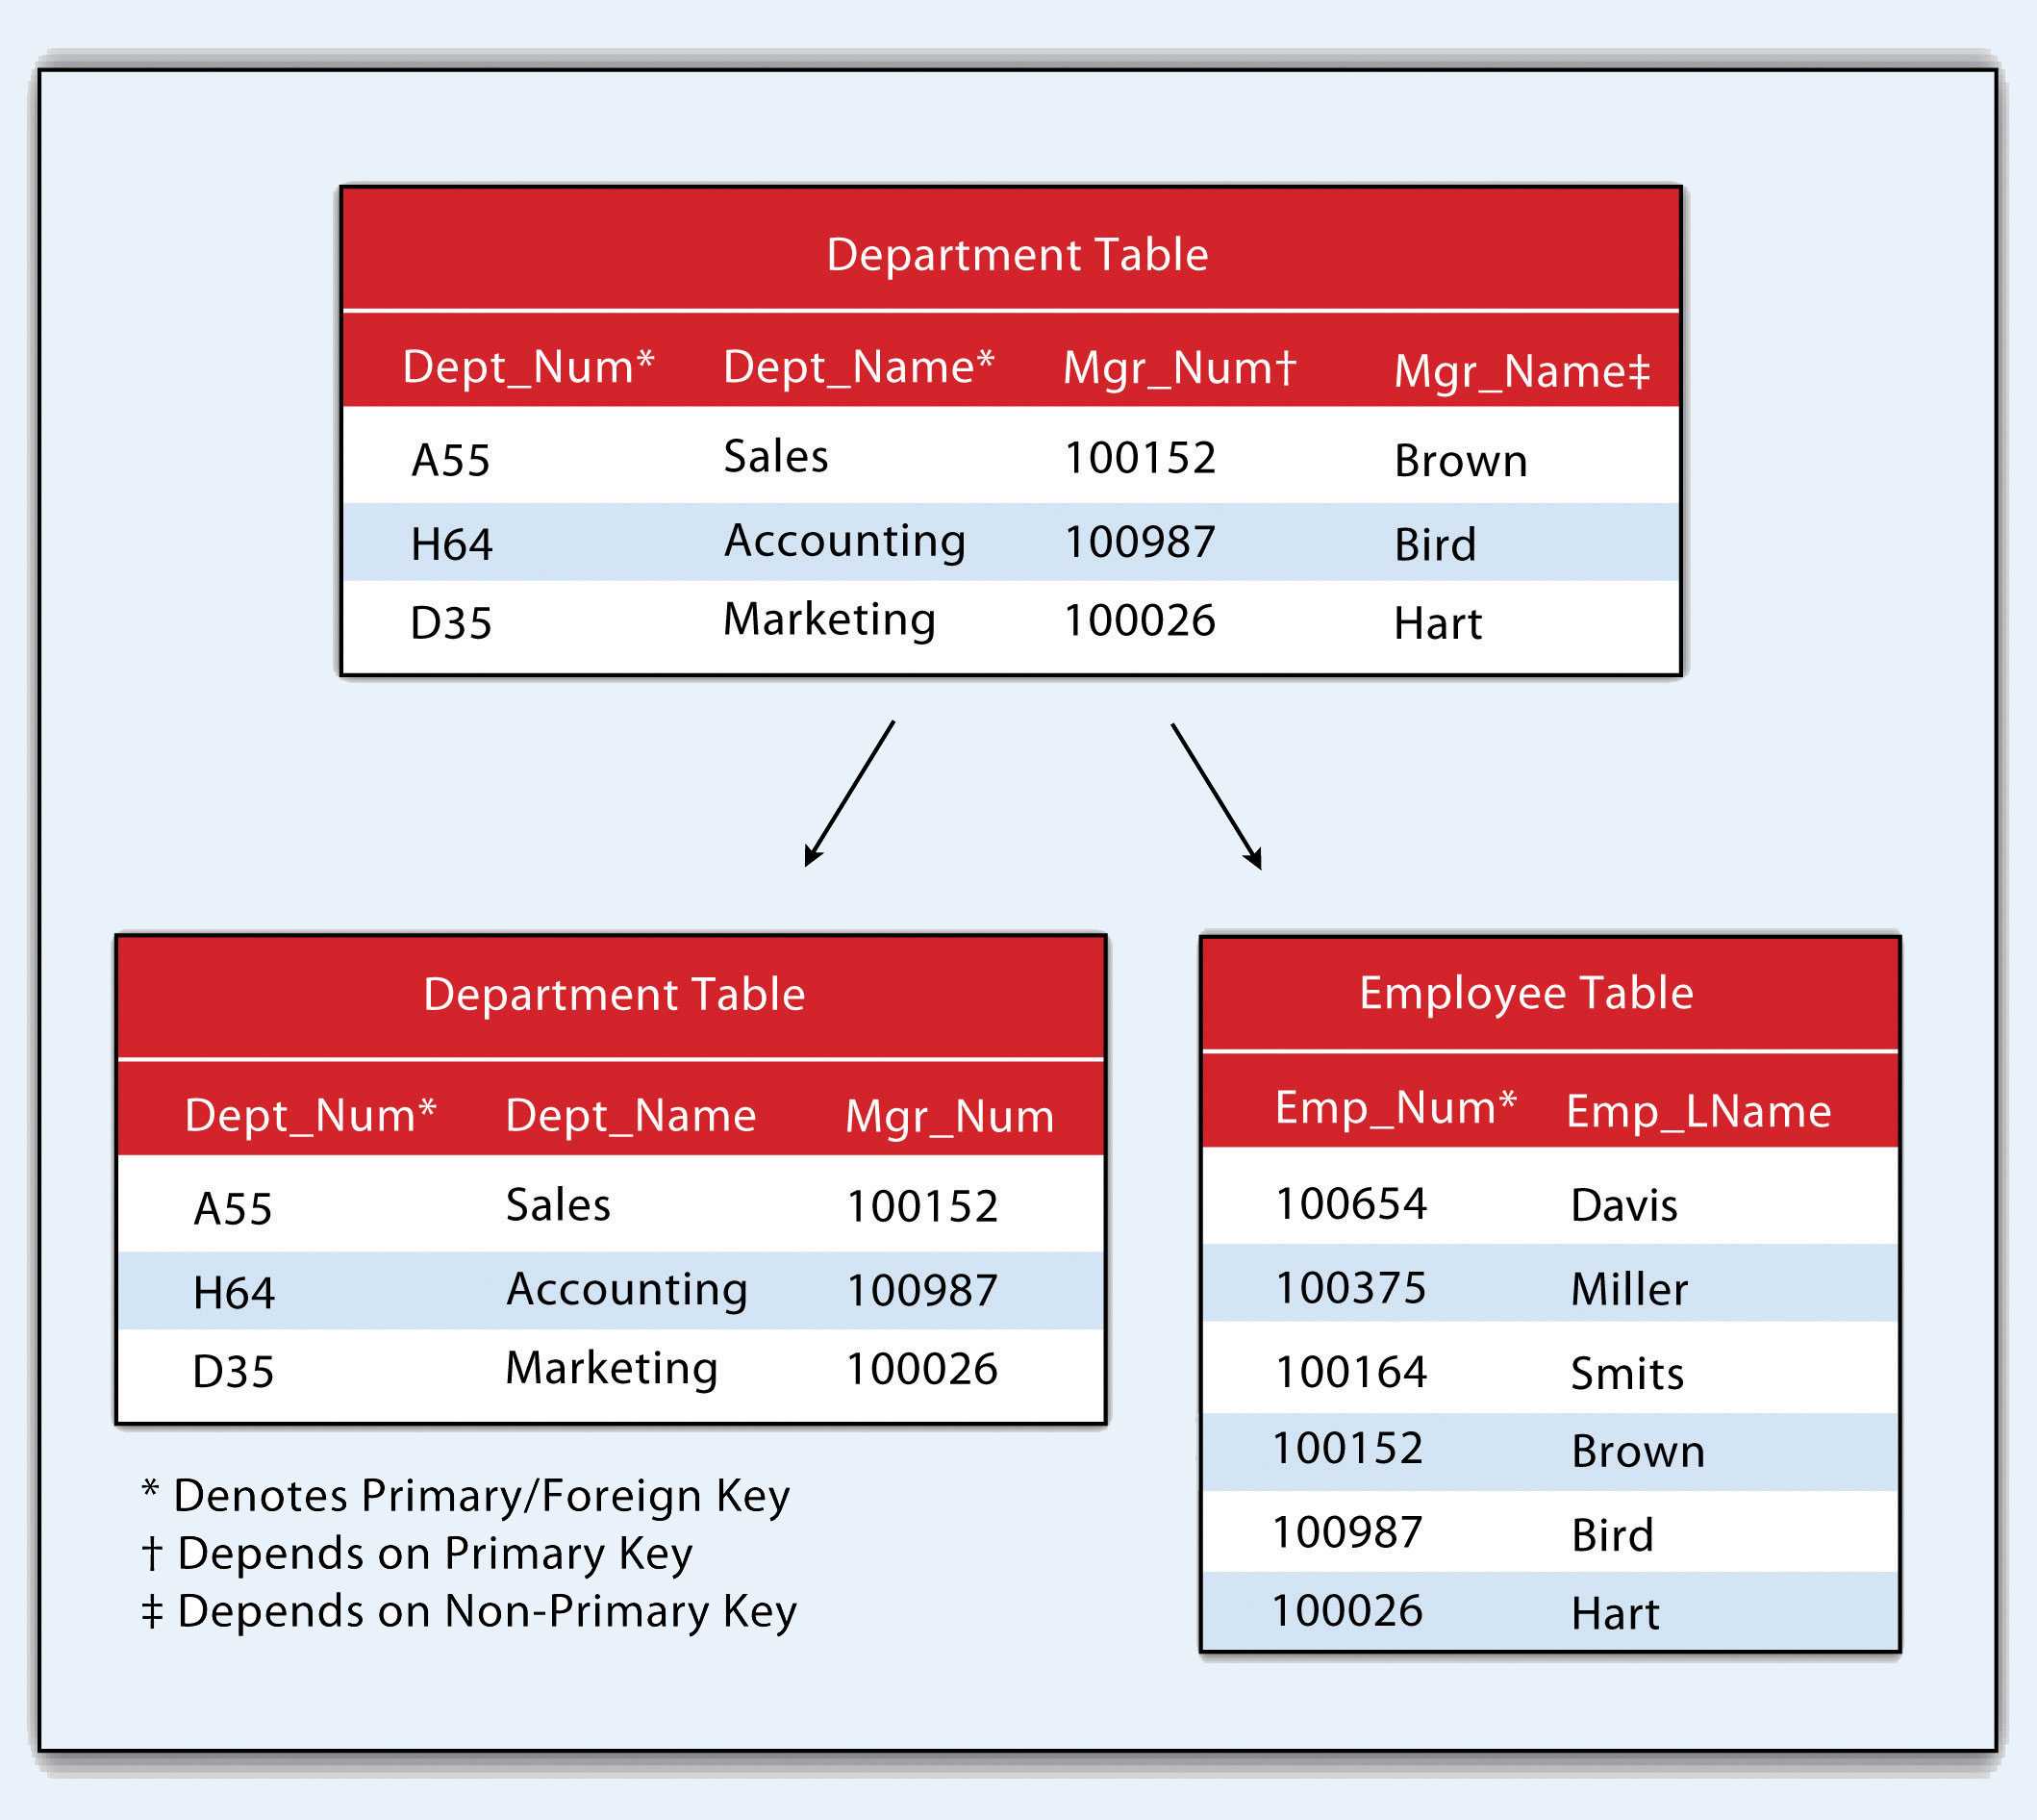 Department Table
Dept_Num* Dept_Name* Mgr_Num† Mgr_Name‡
A55 Sales 100152 Brown
H64 Accounting 100987 Bird
D35 Marketing 100026 Hart
Department Table
Dept_Num* Dept_Name Mgr_Num
A55 Sales 100152
H64 Accounting 100987
D35 Marketing 100026
* Denotes Primary/Foreign Key
† Depends on Primary Key
‡ Depends on Non-Primary Key
Employee Table
Emp_Num* Emp_LName
100654 Davis
100375 Miller
100164 Smits
100152 Brown
100987 Bird
100026 Hart